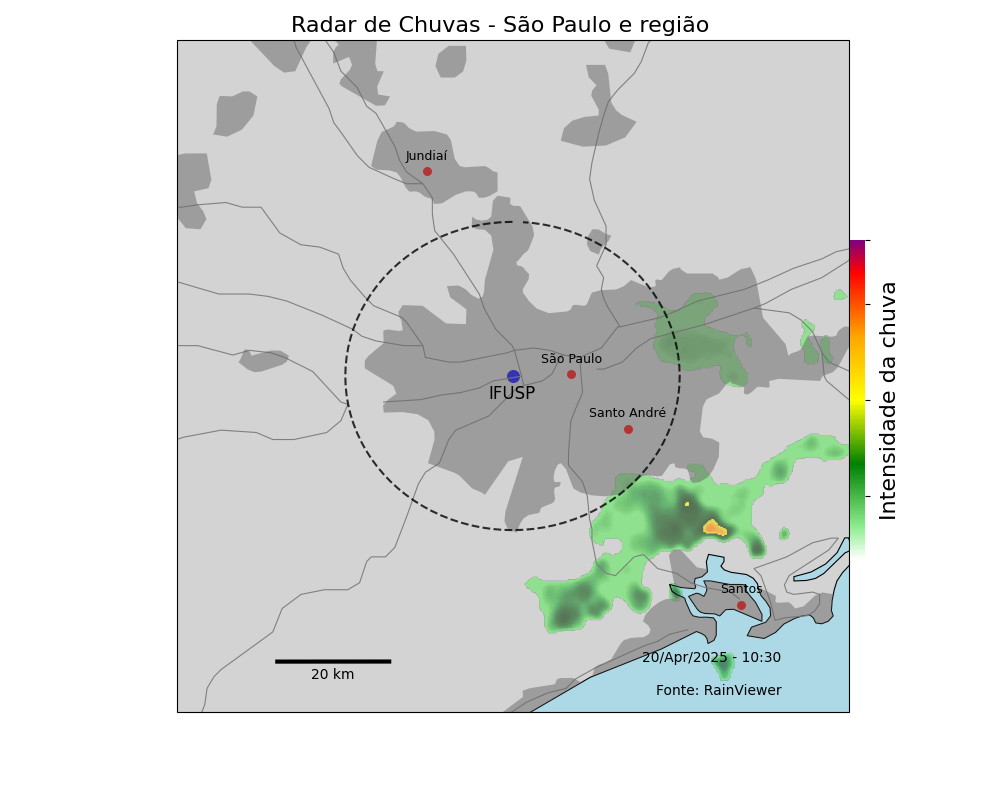 Radar de Chuvas - São Paulo e região
Jundiaí
São Paulo
IFUSP
Santo André
Santos
20/Apr/2025 - 10:30
20 km
Fonte: RainViewer
Intensidade da chuva